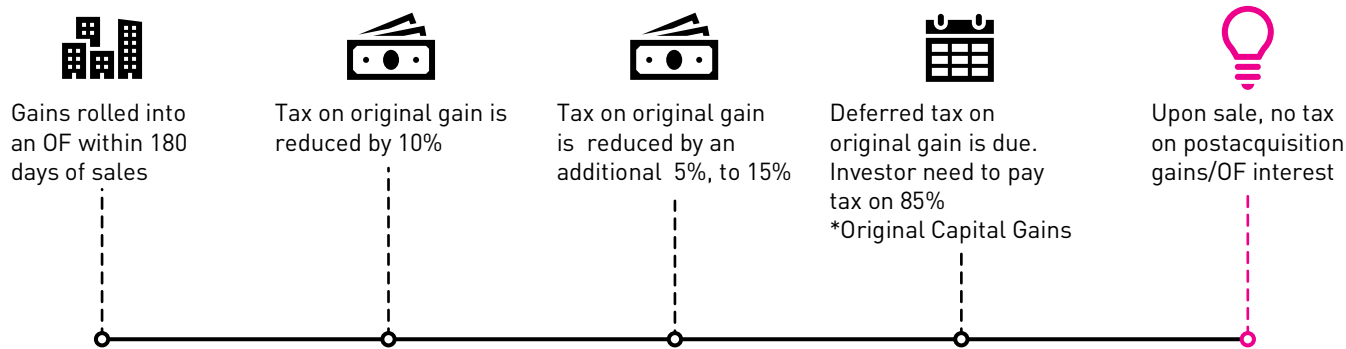 Gains rolled into
an OF within 180
days of sales
Tax on original gain is
reduced by 10%
Tax on original gain
is  reduced by an
additional  5%, to 15%
Deferred tax on
original gain is due.
Investor need to pay
tax on 85%
*Original Capital Gains
Upon sale, no tax
on postacquisition
gains/OF interest